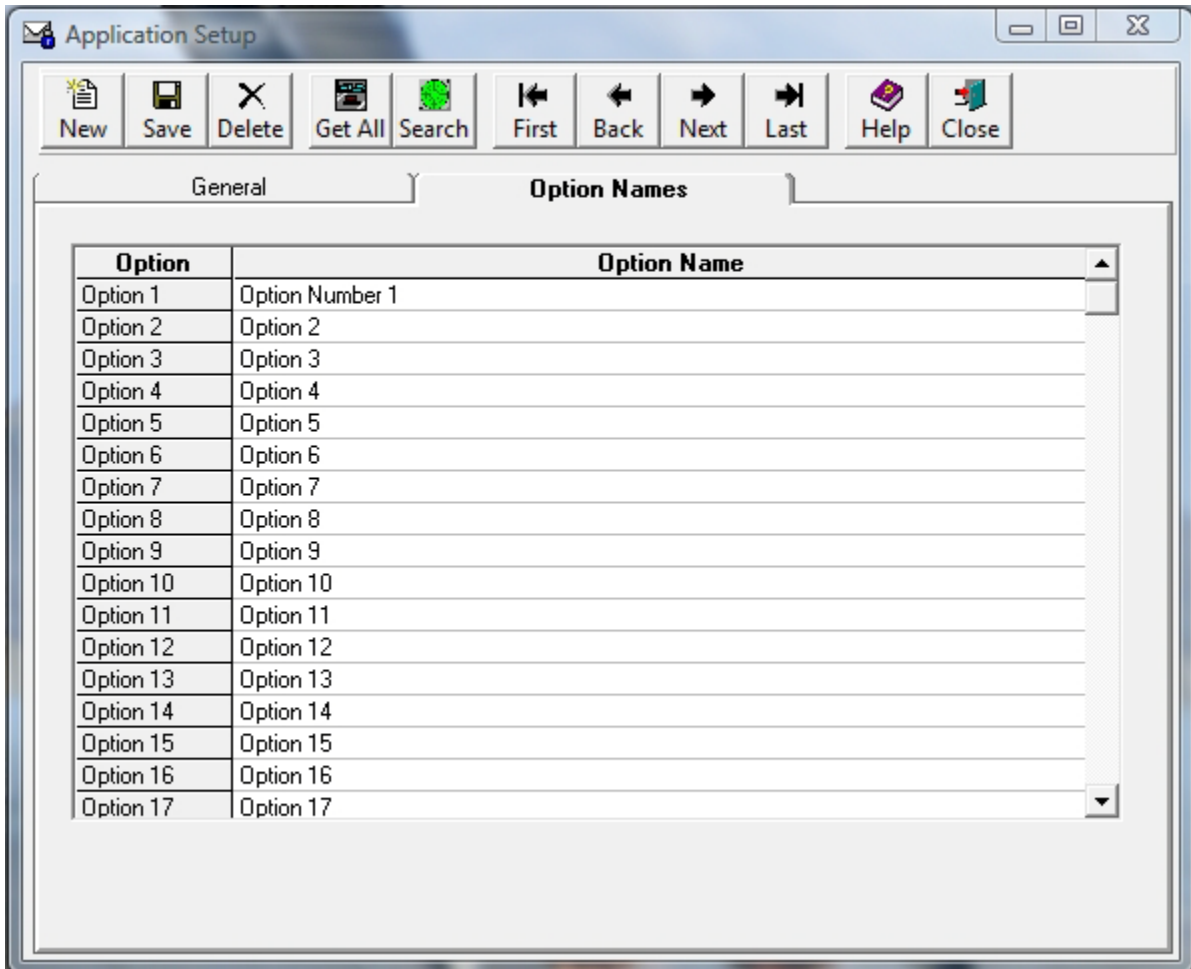 Application Setup
New Save Delete Get All Search First Back Next Last Help Close
General Option Names
Option Option Name
Option 1 Option Number 1
Option 2 Option 2
Option 3 Option 3
Option 4 Option 4
Option 5 Option 5
Option 6 Option 6
Option 7 Option 7
Option 8 Option 8
Option 9 Option 9
Option 10 Option 10
Option 11 Option 11
Option 12 Option 12
Option 13 Option 13
Option 14 Option 14
Option 15 Option 15
Option 16 Option 16
Option 17 Option 17